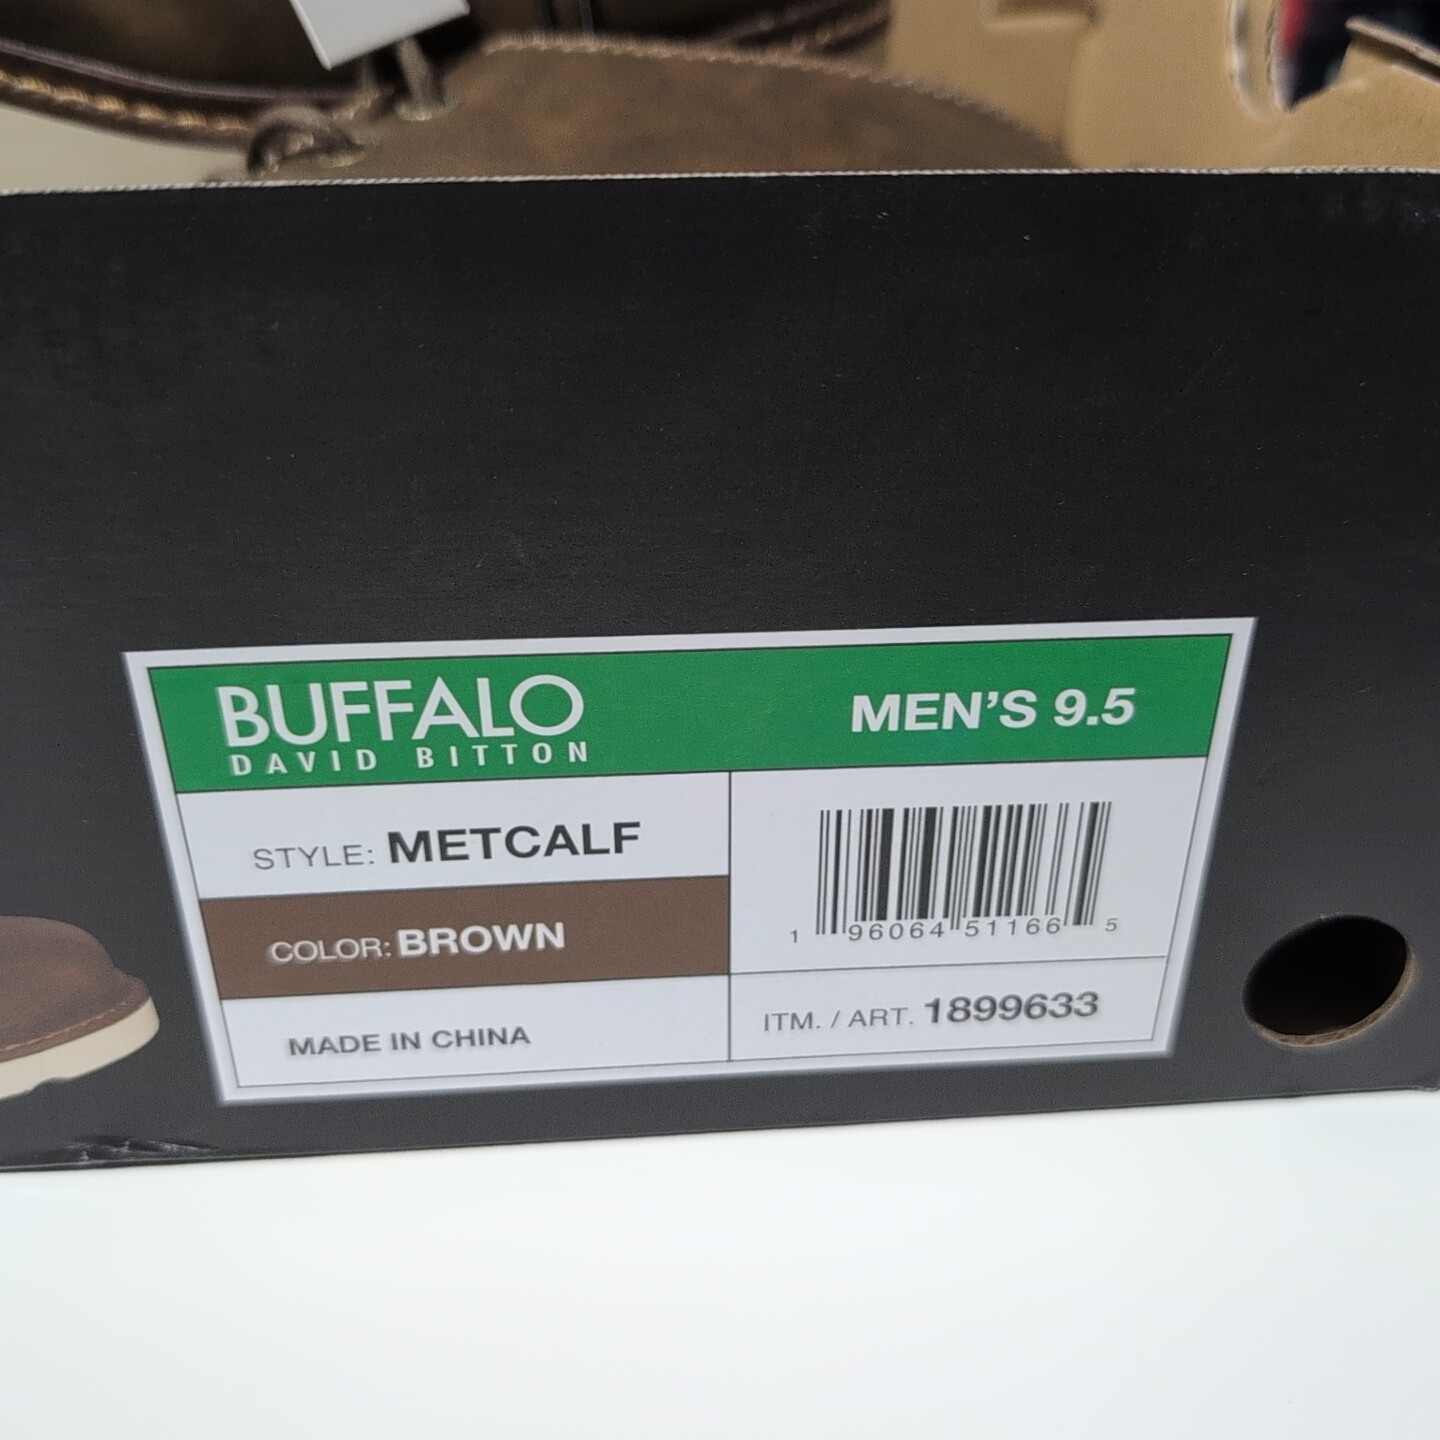 BUFFALO
DAVID BITTON
MEN'S 9.5
STYLE: METCALF
COLOR: BROWN
MADE IN CHINA
1 96064 51166 5
ITM. / ART. 1899633